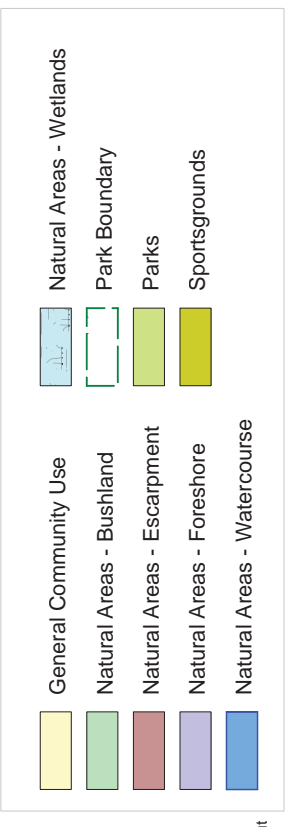 General Community Use
Natural Areas - Bushland
Natural Areas - Escarpment
Natural Areas - Foreshore
Natural Areas - Watercourse
Natural Areas - Wetlands
Park Boundary
Parks
Sportsgrounds